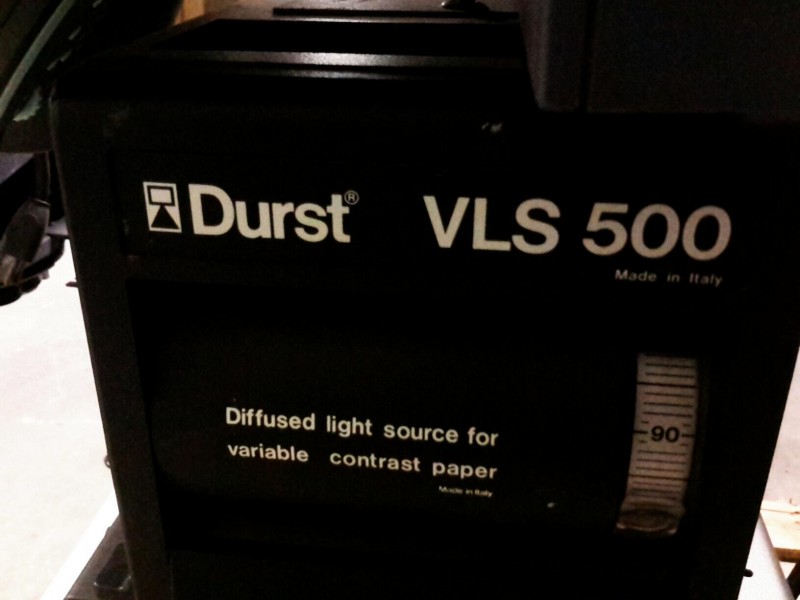 Durst® VLS 500
Made in Italy
Diffused light source for
variable contrast paper
Made in Italy
90